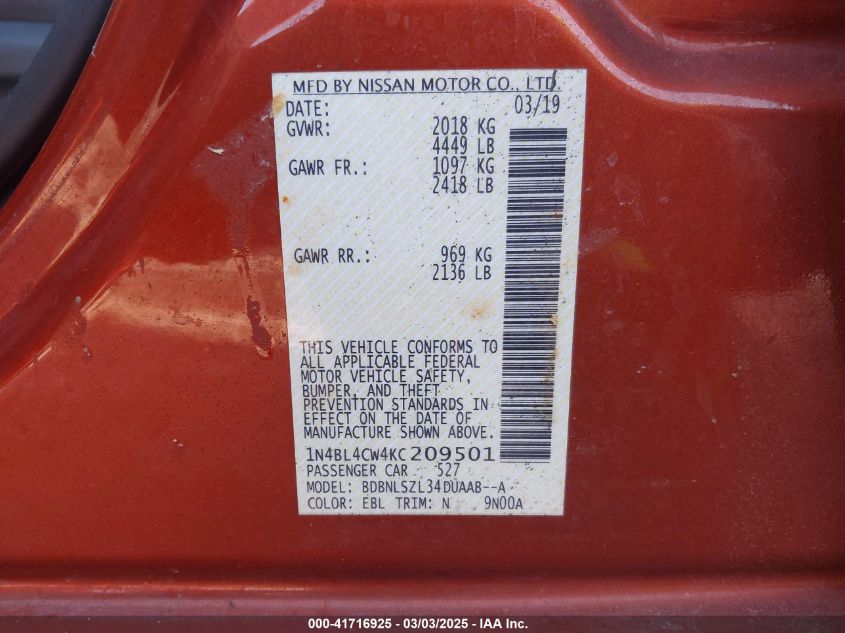 MFD BY NISSAN MOTOR CO., LTD.
DATE: 03/19
GVWR: 2018 KG
4449 LB
GAWR FR.: 1097 KG
2418 LB
GAWR RR.: 969 KG
2136 LB
THIS VEHICLE CONFORMS TO
ALL APPLICABLE FEDERAL
MOTOR VEHICLE SAFETY,
BUMPER, AND THEFT
PREVENTION STANDARDS IN
EFFECT ON THE DATE OF
MANUFACTURE SHOWN ABOVE.
1N4BL4CW4KC209501
PASSENGER CAR 527
MODEL: BDBNLSZL34DUAAB--A
COLOR: EBL TRIM: N 9N00A
000-41716925 - 03/03/2025 - IAA Inc.